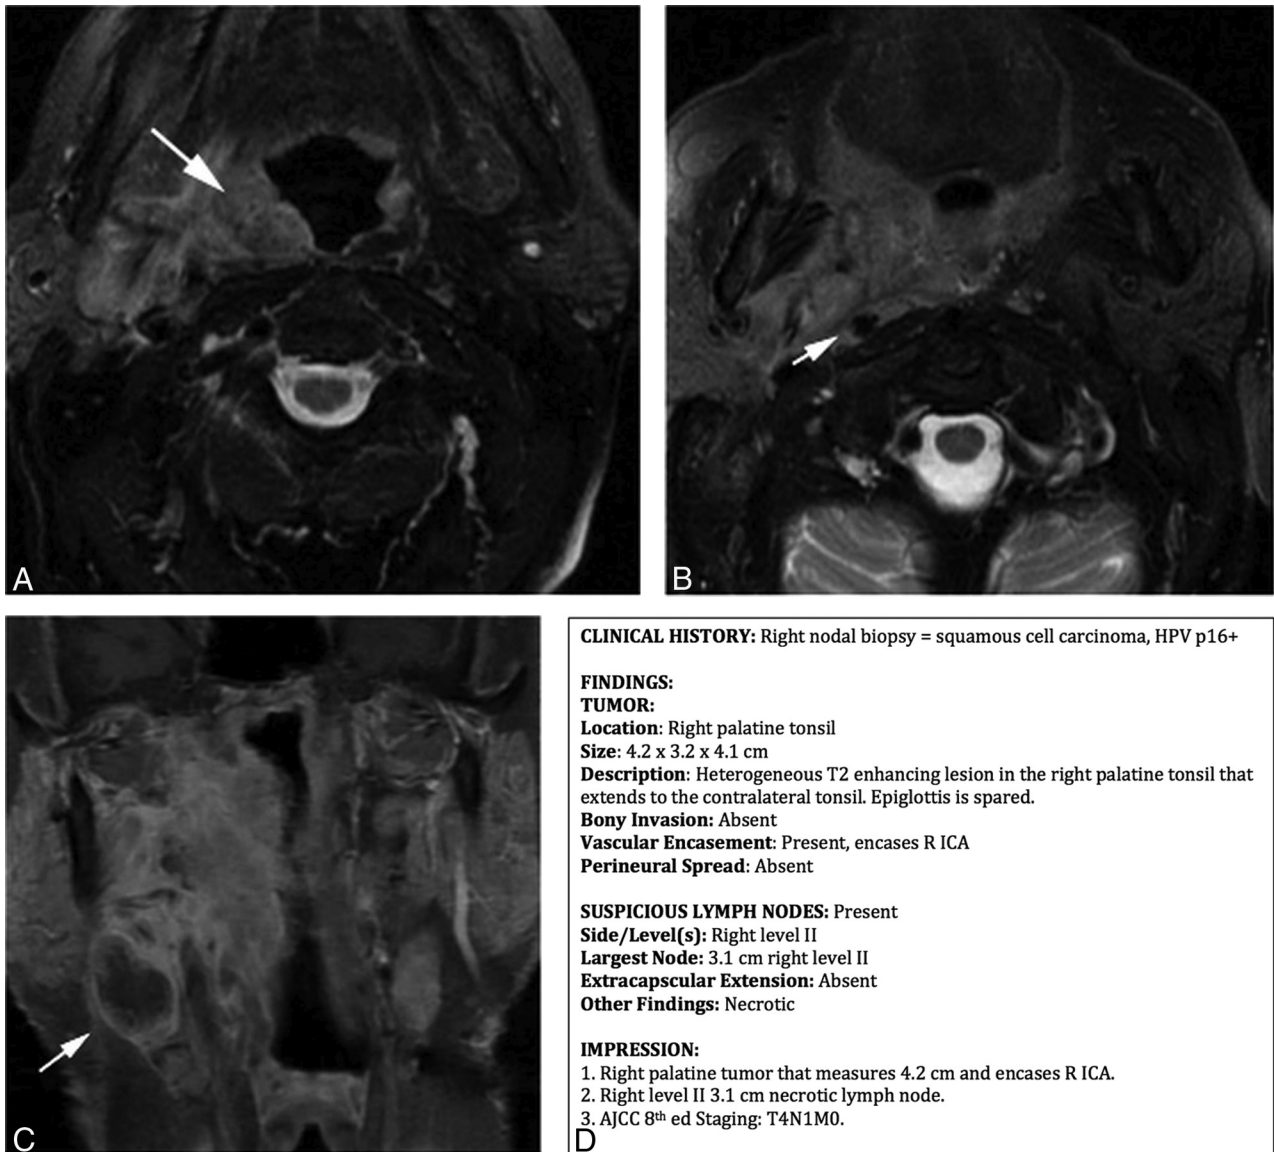 A
B
C
CLINICAL HISTORY: Right nodal biopsy = squamous cell carcinoma, HPV p16+
FINDINGS:
TUMOR:
Location: Right palatine tonsil
Size: 4.2 x 3.2 x 4.1 cm
Description: Heterogeneous T2 enhancing lesion in the right palatine tonsil that
extends to the contralateral tonsil. Epiglottis is spared.
Bony Invasion: Absent
Vascular Encasement: Present, encases R ICA
Perineural Spread: Absent
SUSPICIOUS LYMPH NODES: Present
Side/Level(s): Right level II
Largest Node: 3.1 cm right level II
Extracapscular Extension: Absent
Other Findings: Necrotic
IMPRESSION:
1. Right palatine tumor that measures 4.2 cm and encases R ICA.
2. Right level II 3.1 cm necrotic lymph node.
3. AJCC 8th ed Staging: T4N1M0.
D